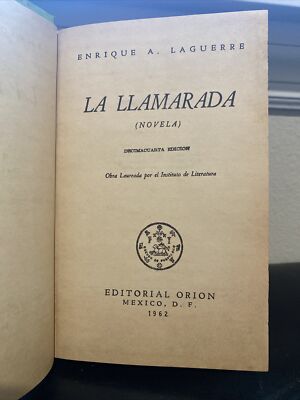 ENRIQUE A. LAGUERRE
LA LLAMARADA
(NOVELA)
DECIMACUARTA EDICION
Obra Laureada por el Instituto de Literatura
EDITORIAL ORION
MEXICO, D. F.
1962